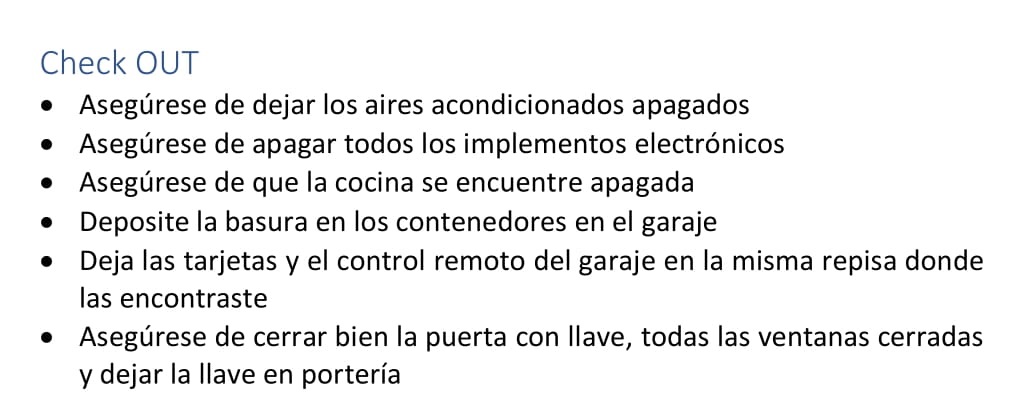 Check OUT
• Asegúrese de dejar los aires acondicionados apagados
• Asegúrese de apagar todos los implementos electrónicos
• Asegúrese de que la cocina se encuentre apagada
• Deposite la basura en los contenedores en el garaje
• Deja las tarjetas y el control remoto del garaje en la misma repisa donde
las encontraste
• Asegúrese de cerrar bien la puerta con llave, todas las ventanas cerradas
y dejar la llave en portería